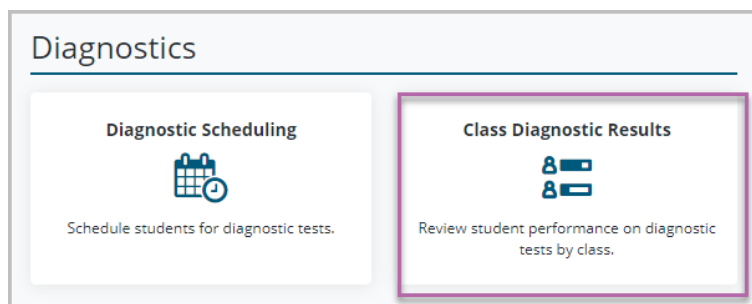 Diagnostics
Diagnostic Scheduling
Schedule students for diagnostic tests.
Class Diagnostic Results
Review student performance on diagnostic
tests by class.